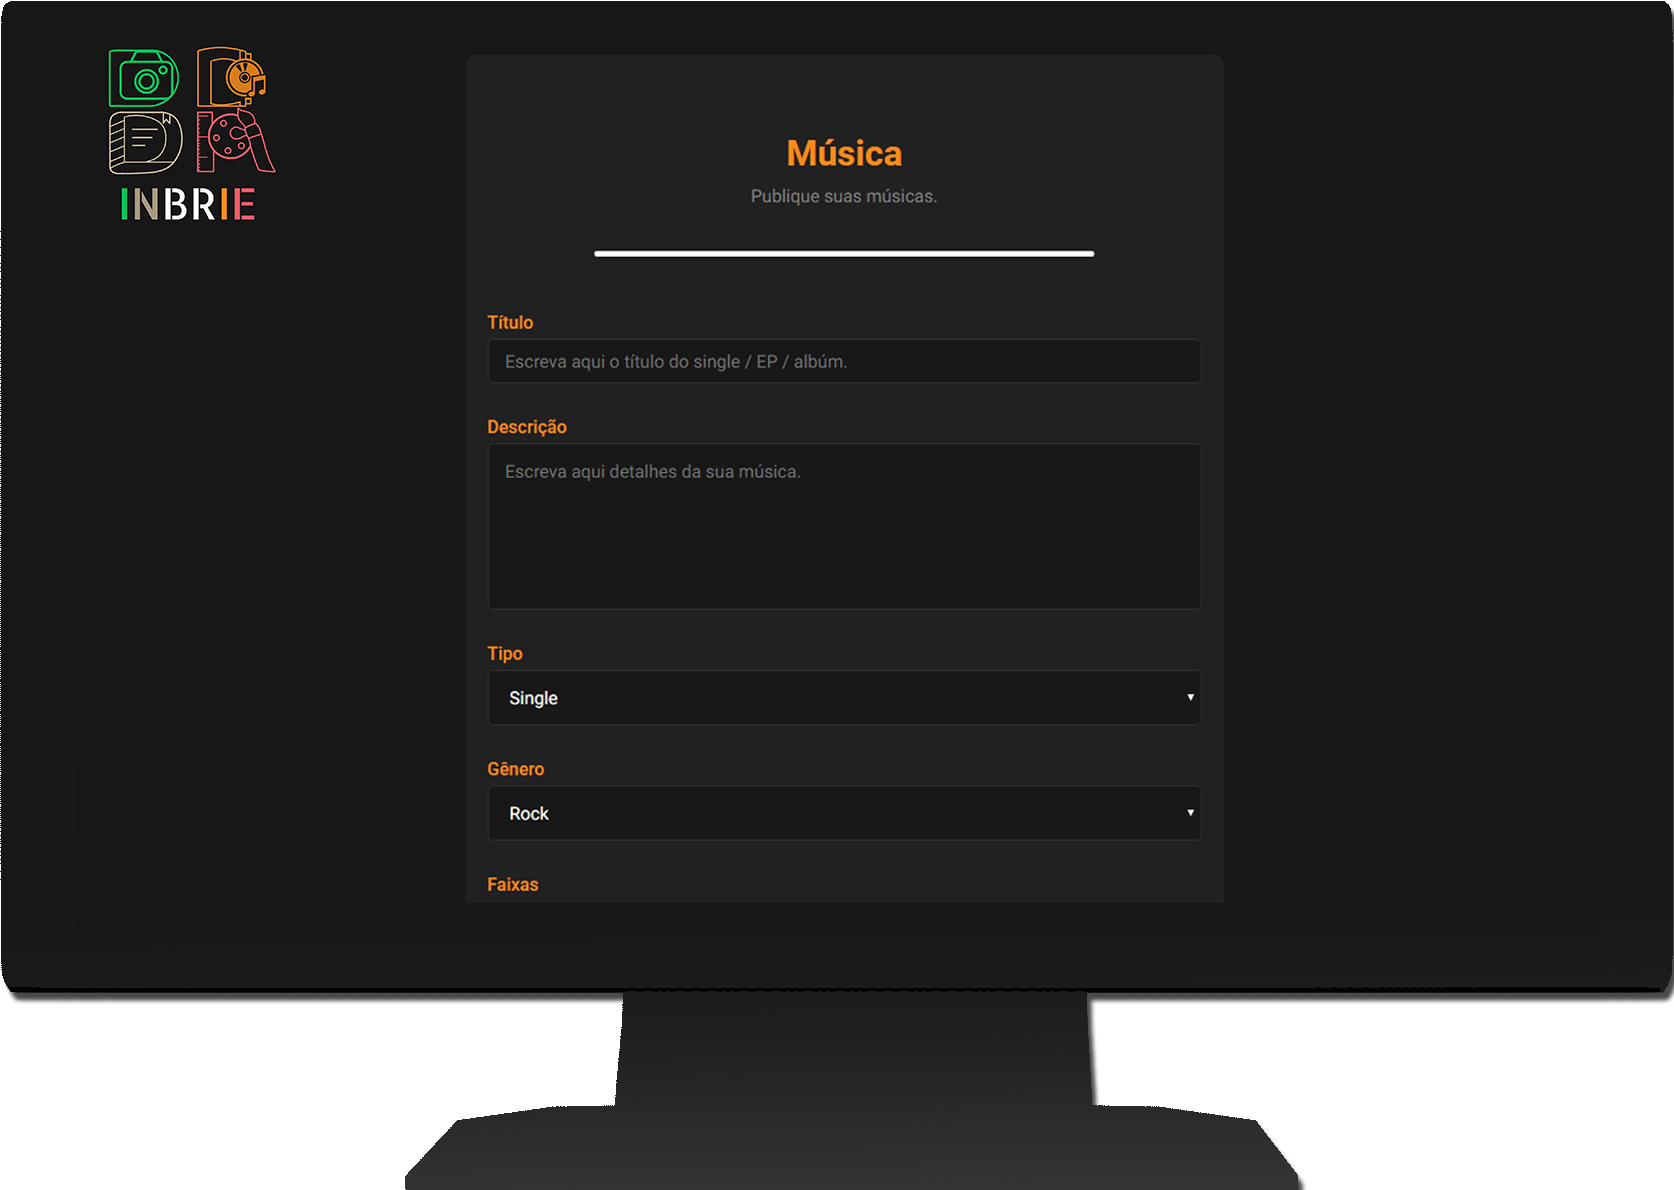 INBRIE
Música
Publique suas músicas.
Título
Escreva aqui o título do single / EP / albúm.
Descrição
Escreva aqui detalhes da sua música.
Tipo
Single
Gênero
Rock
Faixas